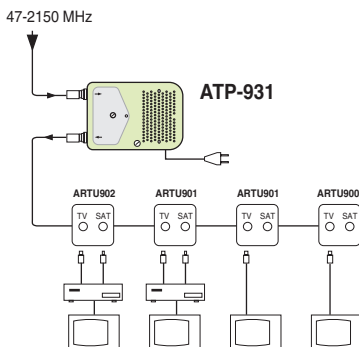 47-2150 MHz
ATP-931
ARTU902 ARTU901 ARTU901 ARTU900
TV SAT TV SAT TV SAT TV SAT